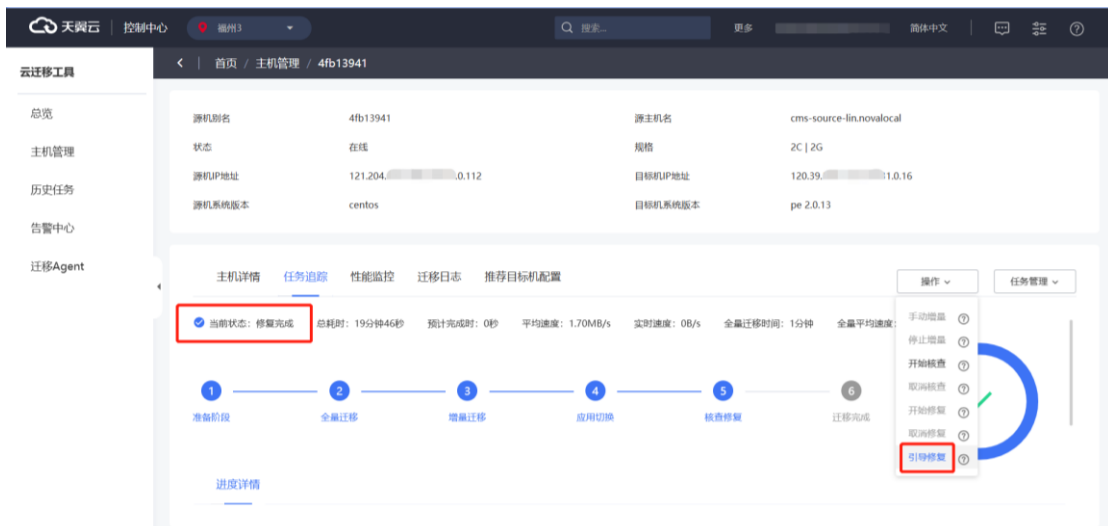 天翼云 控制中心 福州3 搜索... 更多 简体中文
云迁移工具
总览
主机管理
历史任务
告警中心
迁移Agent
首页 / 主机管理 / 4fb13941
源机别名 4fb13941 源主机名 cms-source-lin.novalocal
状态 在线 规格 2C | 2G
源机IP地址 121.204. .0.112 目标机IP地址 120.39. 1.0.16
源机系统版本 centos 目标机系统版本 pe 2.0.13
主机详情 任务追踪 性能监控 迁移日志 推荐目标机配置 操作 任务管理
当前状态：修复完成 总耗时：19分钟46秒 预计完成时：0秒 平均速度：1.70MB/s 实时速度：0B/s 全量迁移时间：1分钟 全量平均速度：
手动增量
停止增量
开始核查
取消核查
开始修复
取消修复
引导修复
1 2 3 4 5 6
准备阶段 全量迁移 增量迁移 应用切换 核查修复 迁移完成
进度详情